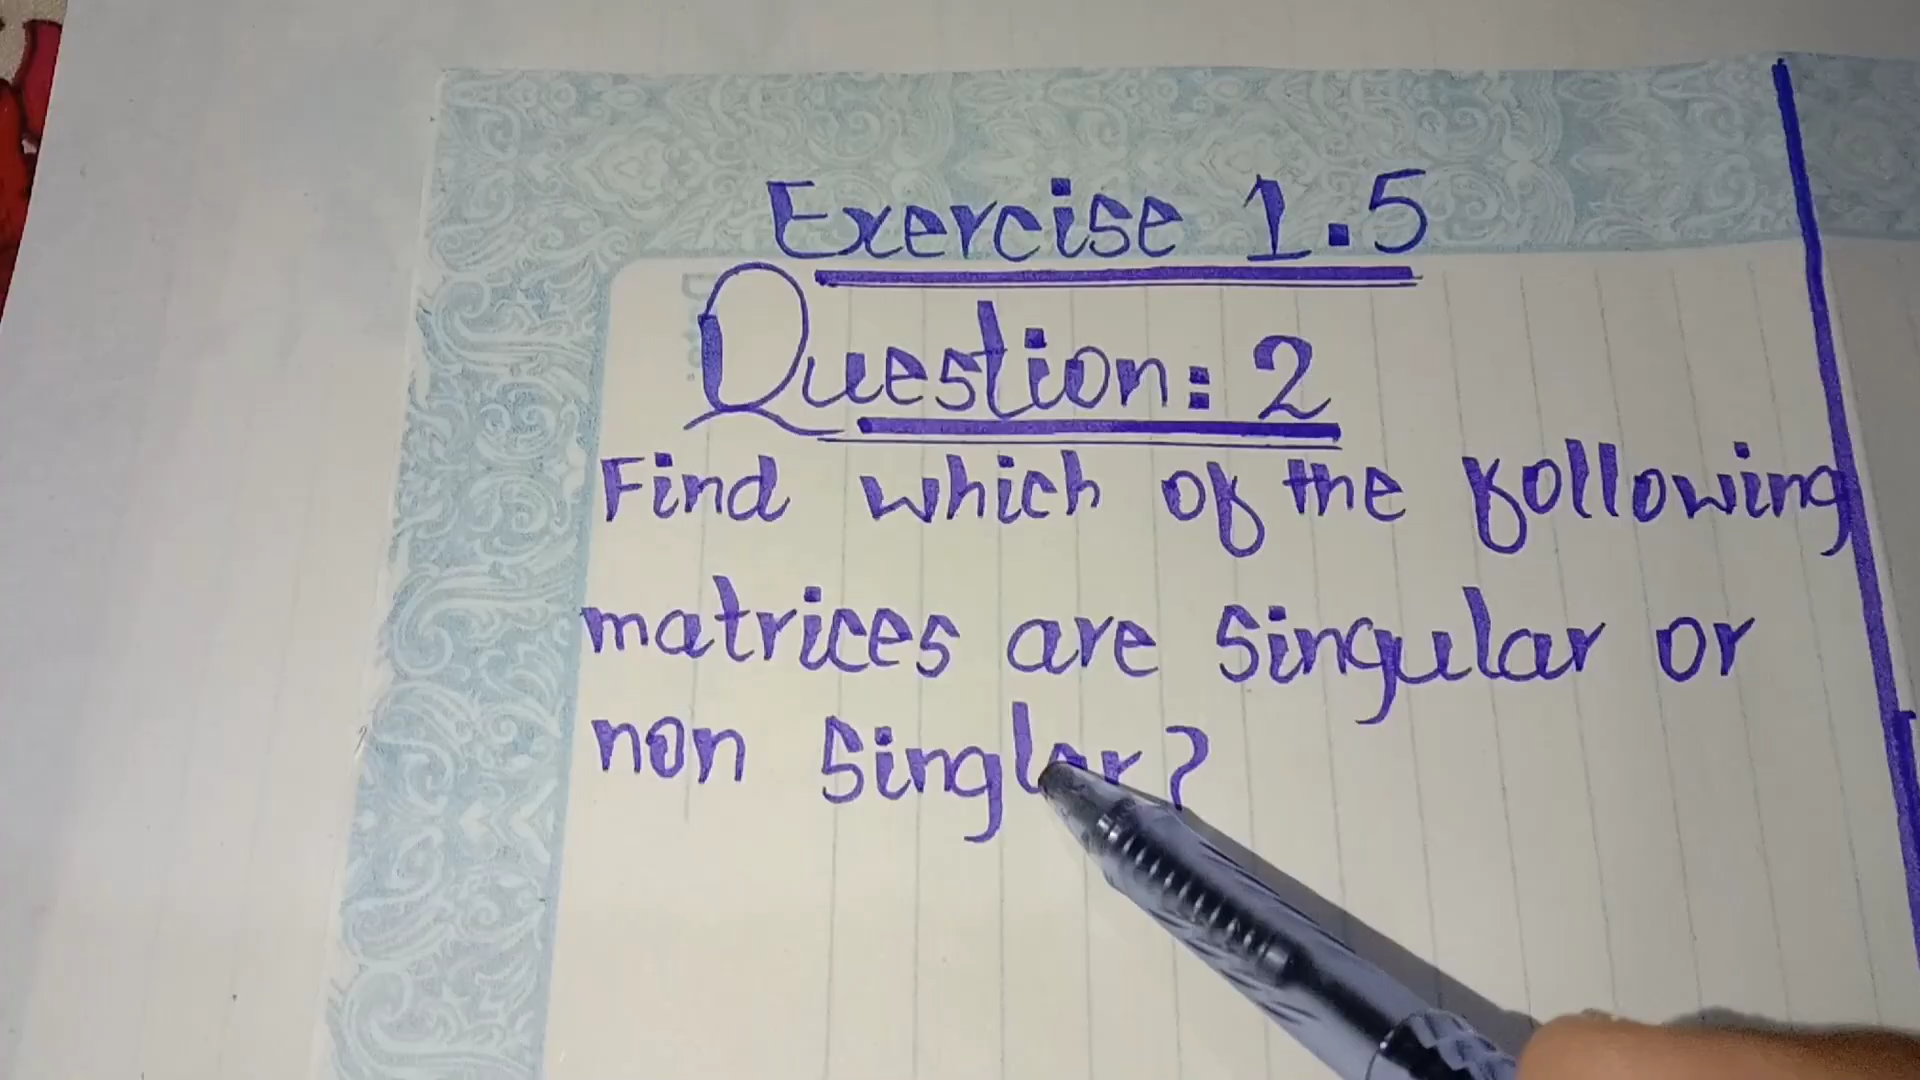 Exercise 1.5
Question: 2
Find which of the following
matrices are singular or
non singlar?